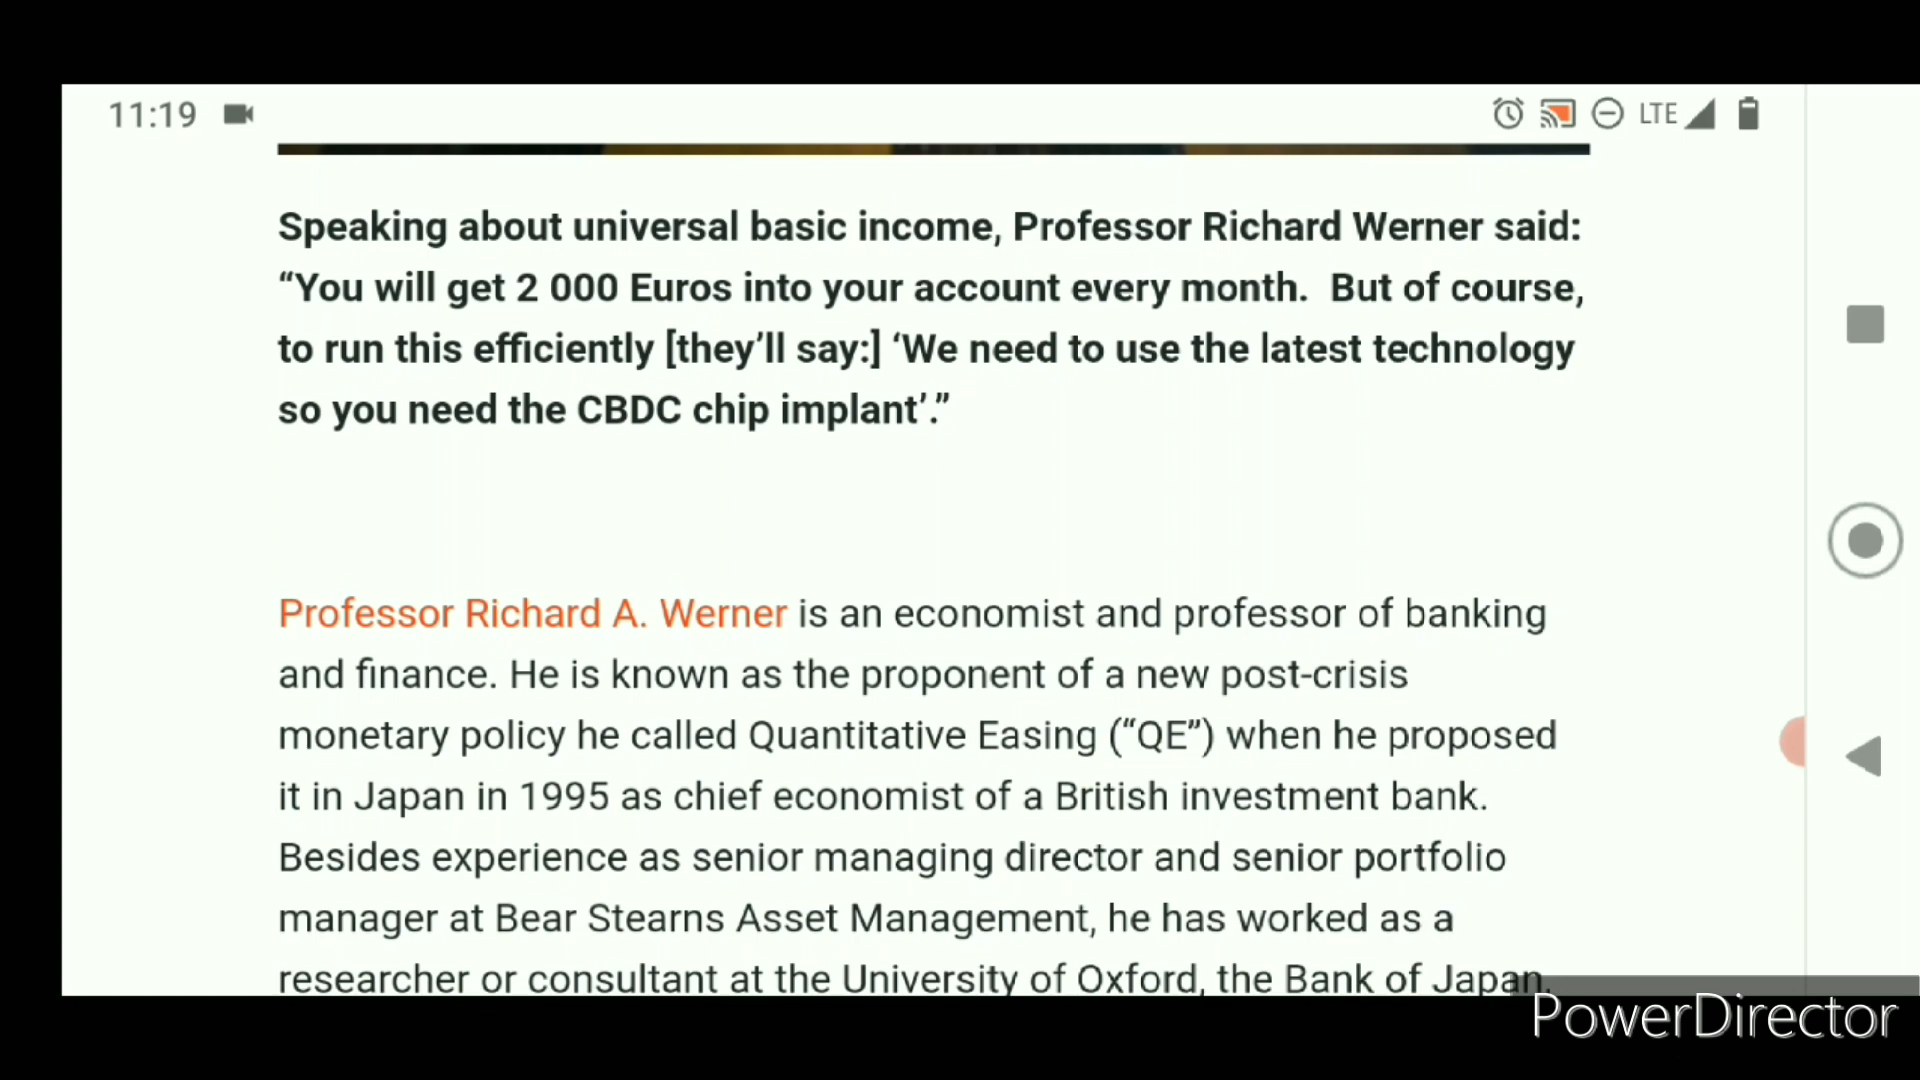 11:19
LTE
Speaking about universal basic income, Professor Richard Werner said:
“You will get 2 000 Euros into your account every month.  But of course,
to run this efficiently [they’ll say:] ‘We need to use the latest technology
so you need the CBDC chip implant’.”
Professor Richard A. Werner is an economist and professor of banking
and finance. He is known as the proponent of a new post-crisis
monetary policy he called Quantitative Easing (“QE”) when he proposed
it in Japan in 1995 as chief economist of a British investment bank.
Besides experience as senior managing director and senior portfolio
manager at Bear Stearns Asset Management, he has worked as a
researcher or consultant at the University of Oxford, the Bank of Japan,
PowerDirector